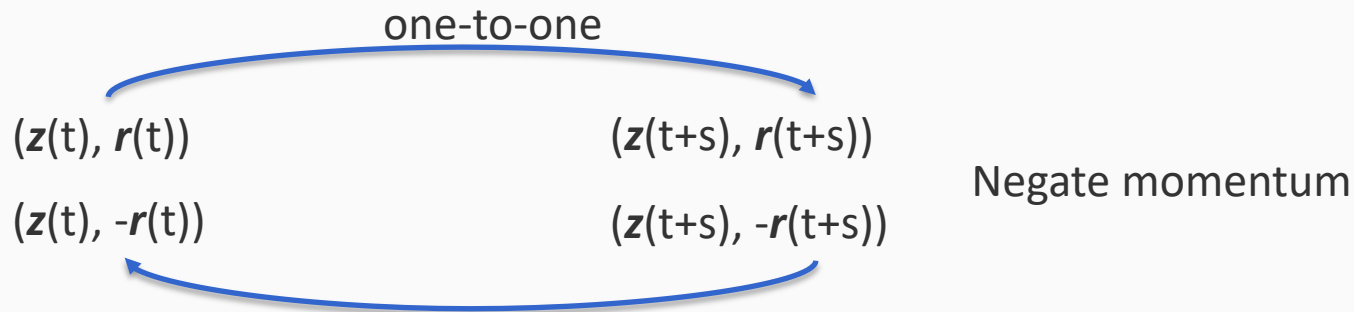 one-to-one
(z(t), r(t)) (z(t+s), r(t+s))
Negate momentum
(z(t), -r(t)) (z(t+s), -r(t+s))